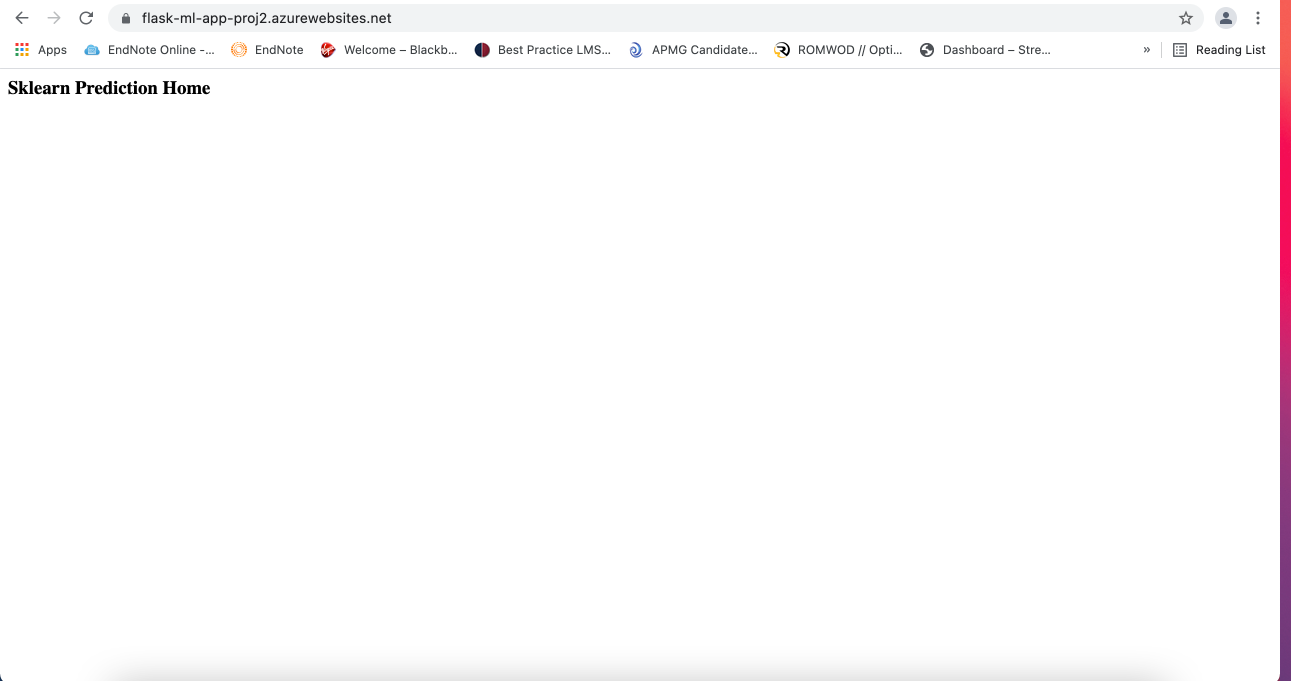 flask-ml-app-proj2.azurewebsites.net
Apps EndNote Online -... EndNote Welcome – Blackb... Best Practice LMS... APMG Candidate... ROMWOD // Opti... Dashboard – Stre... » Reading List
Sklearn Prediction Home